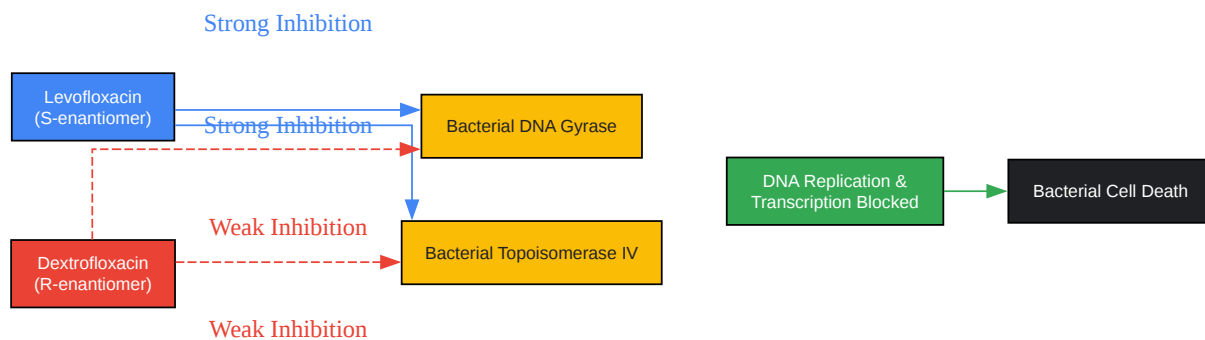 Strong Inhibition
Levofloxacin
(S-enantiomer)
Strong Inhibition
Bacterial DNA Gyrase
DNA Replication &
Transcription Blocked
Bacterial Cell Death
Weak Inhibition
Bacterial Topoisomerase IV
Dextrofloxacin
(R-enantiomer)
Weak Inhibition